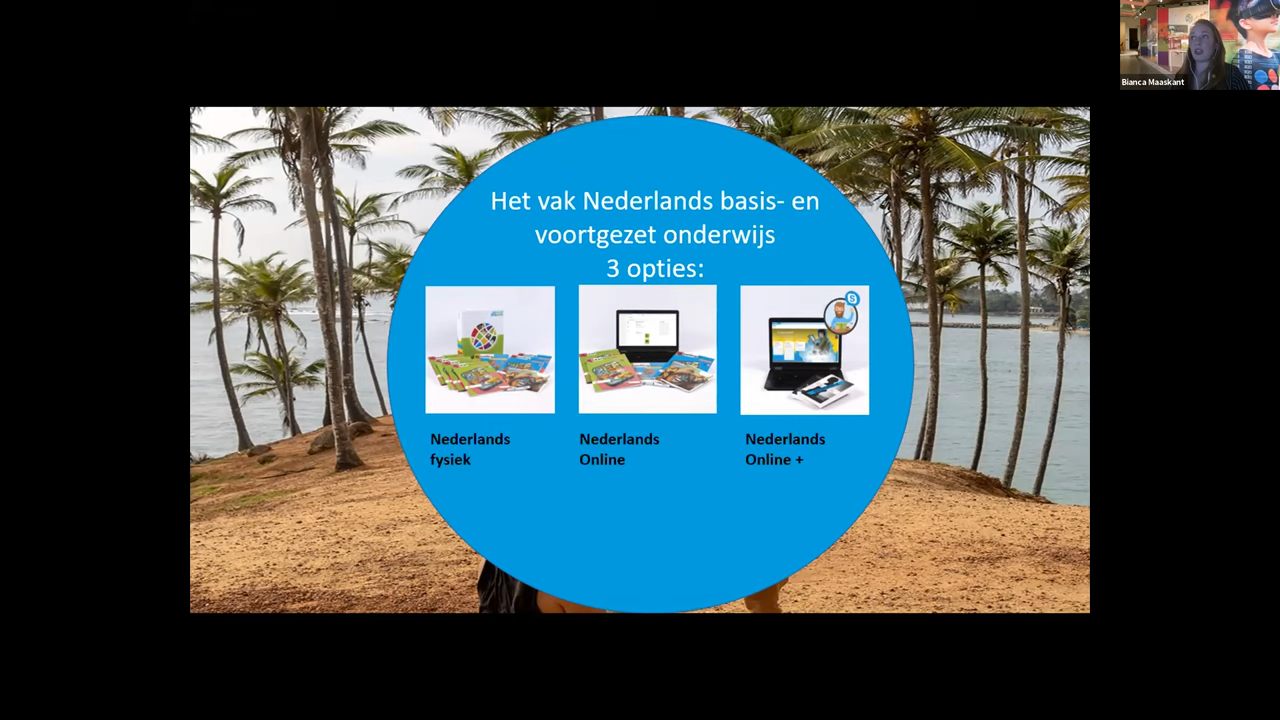 Bianca Maaskant
Het vak Nederlands basis- en
voortgezet onderwijs
3 opties:
S
Nederlands
fysiek
Nederlands
Online
Nederlands
Online +